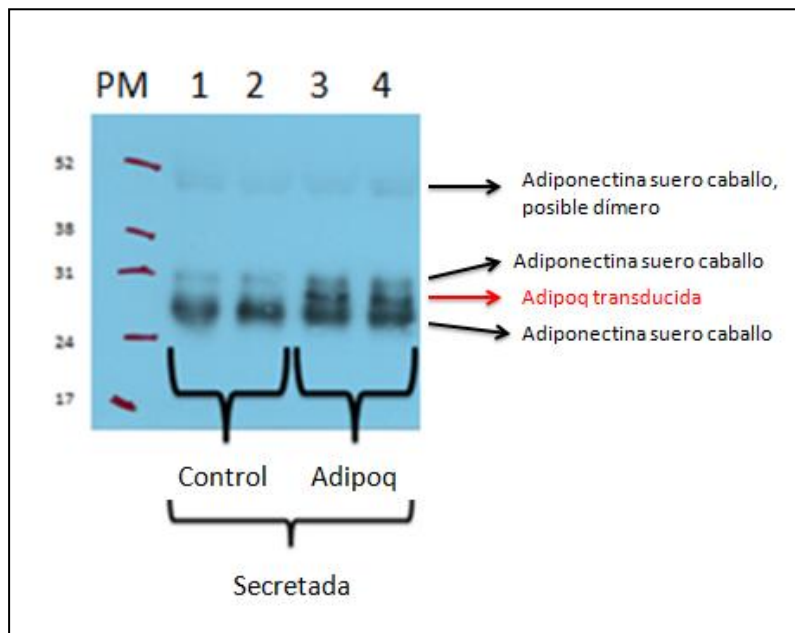 PM 1 2 3 4
52
38
31
24
17
Adiponectina suero caballo,
posible dímero
Adiponectina suero caballo
Adipoq transducida
Adiponectina suero caballo
Control Adipoq
Secretada